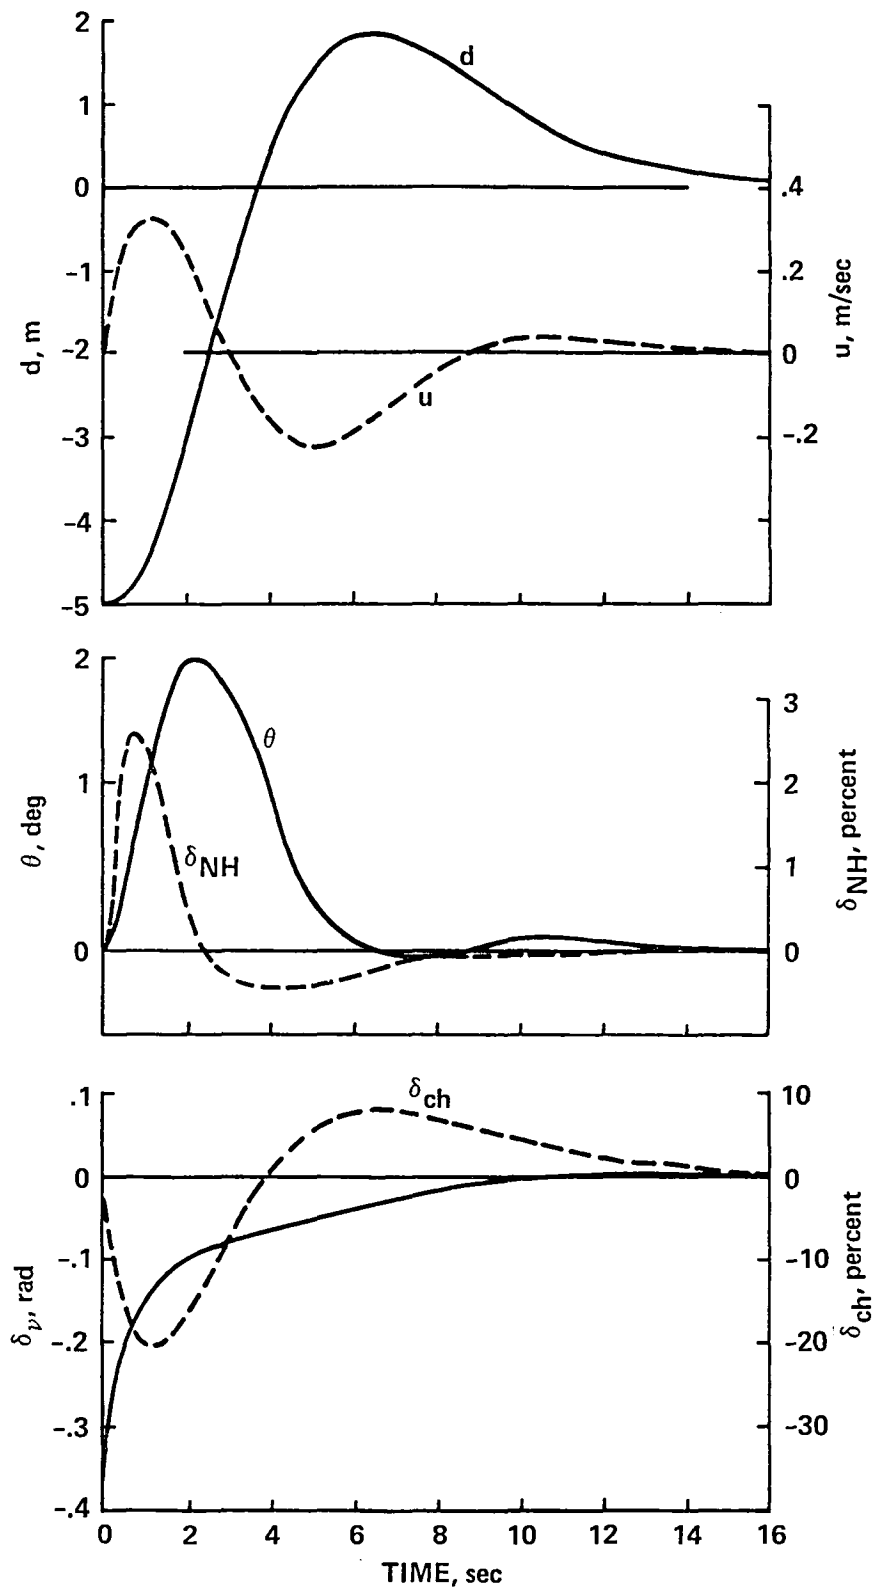 2
1
0
-1
-2
-3
-4
-5
d, m
d
u
.4
.2
0
-.2
u, m/sec
2
1
0
θ, deg
θ
δNH
3
2
1
0
δNH, percent
.1
0
-.1
-.2
-.3
-.4
δν, rad
δch
10
0
-10
-20
-30
δch, percent
0 2 4 6 8 10 12 14 16
TIME, sec